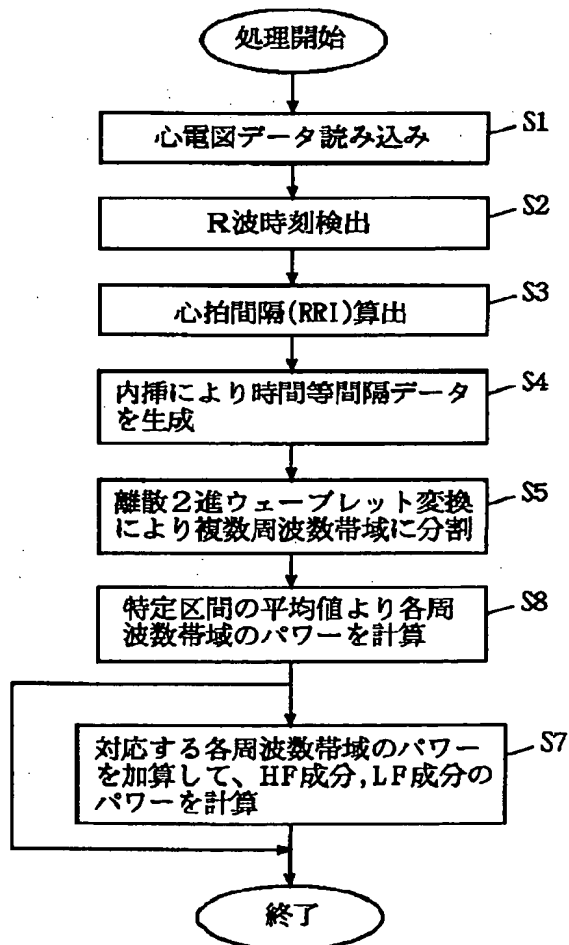 処理開始
心電図データ読み込み
S1
R波時刻検出
S2
心拍間隔(RRI)算出
S3
内挿により時間等間隔データ
を生成
S4
離散2進ウェーブレット変換
により複数周波数帯域に分割
S5
特定区間の平均値より各周
波数帯域のパワーを計算
S8
対応する各周波数帯域のパワー
を加算して、HF成分,LF成分の
パワーを計算
S7
終了